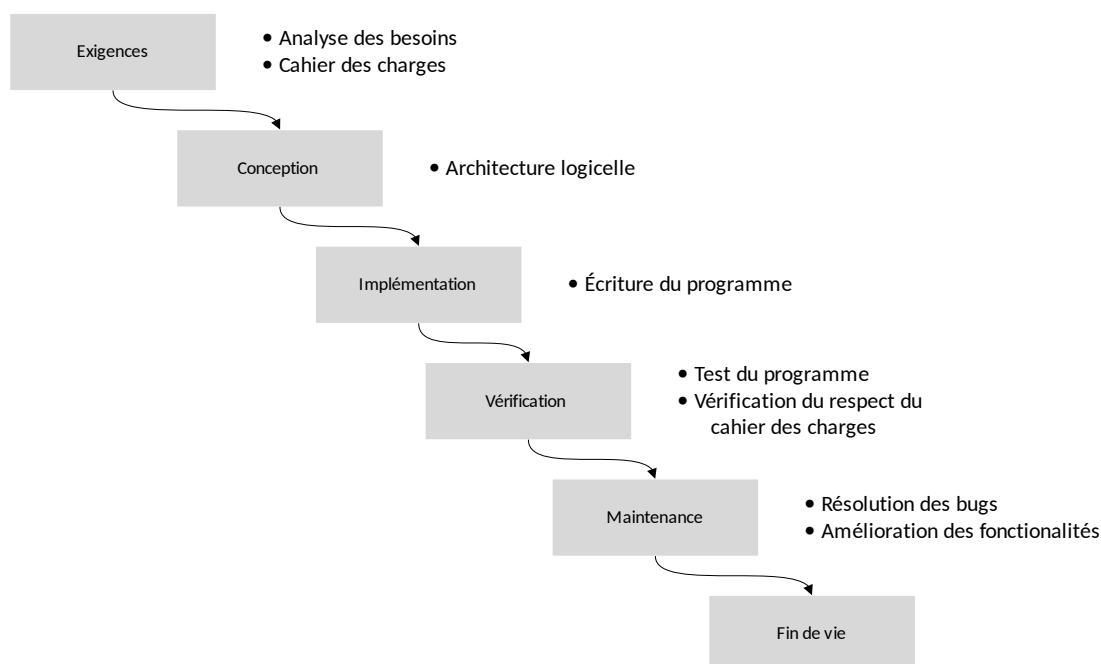 Exigences
• Analyse des besoins
• Cahier des charges
Conception
• Architecture logicelle
Implémentation
• Écriture du programme
Vérification
• Test du programme
• Vérification du respect du
cahier des charges
Maintenance
• Résolution des bugs
• Amélioration des fonctionalités
Fin de vie